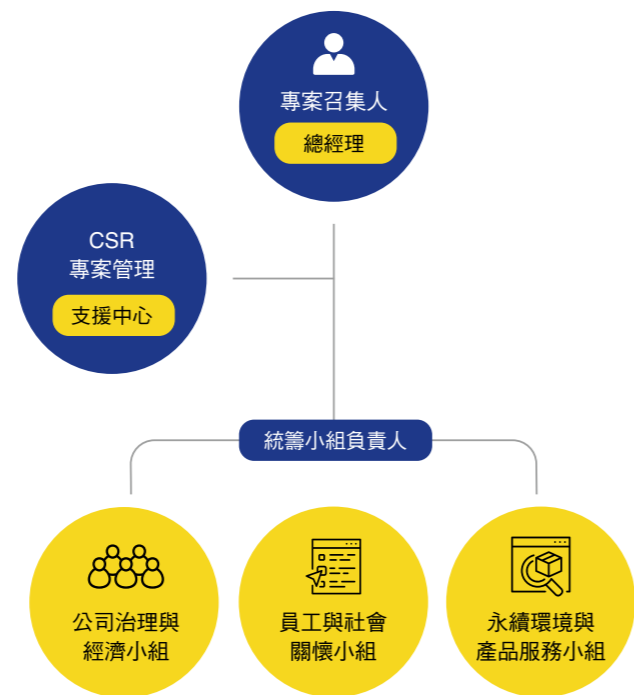 專案召集人
總經理
CSR
專案管理
支援中心
統籌小組負責人
公司治理與
經濟小組
員工與社會
關懷小組
永續環境與
產品服務小組